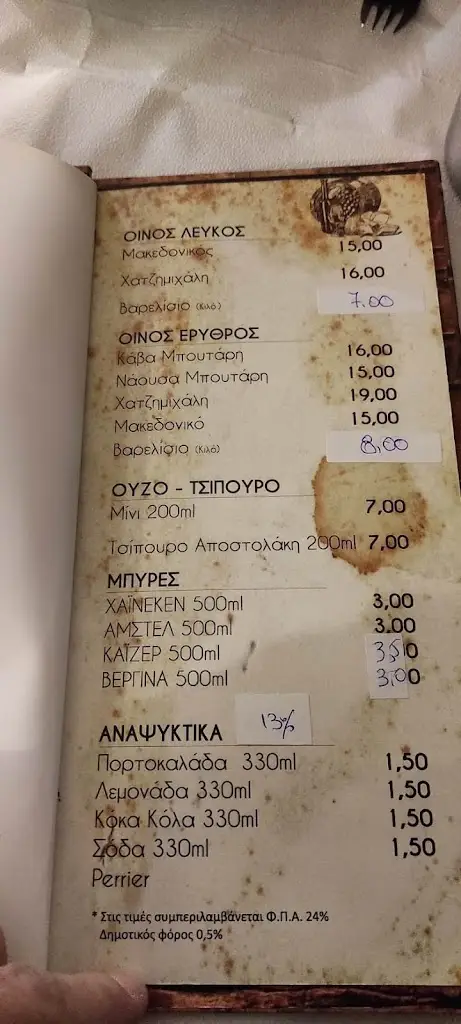 ΟΙΝΟΣ ΛΕΥΚΟΣ
Μακεδονικός 15,00
Χατζημιχάλη 16,00
Βαρελίσιο (Κιλό) 7.00
ΟΙΝΟΣ ΕΡΥΘΡΟΣ
Κάβα Μπουτάρη 16,00
Νάουσα Μπουτάρη 15,00
Χατζημιχάλη 19,00
Μακεδονικό 15,00
Βαρελίσιο (Κιλό) 8,00
ΟΥΖΟ - ΤΣΙΠΟΥΡΟ
Μίνι 200ml 7,00
Τσίπουρο Αποστολάκη 200ml 7,00
ΜΠΥΡΕΣ
ΧΑΪΝΕΚΕΝ 500ml 3,00
ΑΜΣΤΕΛ 500ml 3.00
ΚΑΪΖΕΡ 500ml 3,50
ΒΕΡΓΙΝΑ 500ml 3,00
ΑΝΑΨΥΚΤΙΚΑ 13%
Πορτοκαλάδα 330ml 1,50
Λεμονάδα 330ml 1,50
Κόκα Κόλα 330ml 1,50
Σόδα 330ml 1,50
Perrier
* Στις τιμές συμπεριλαμβάνεται Φ.Π.Α. 24%
Δημοτικός φόρος 0,5%